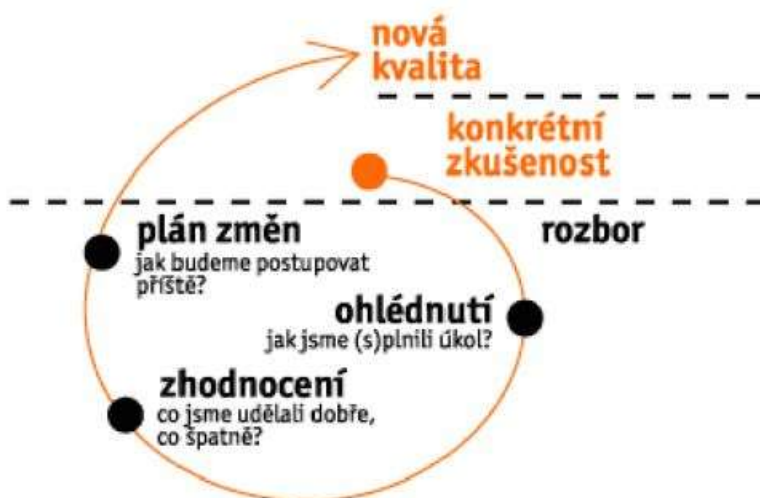 nová
kvalita
konkrétní
zkušenost
plán změn
jak budeme postupovat
příště?
rozbor
ohlédnutí
jak jsme (s)plnili úkol?
zhodnocení
co jsme udělali dobře,
co špatně?